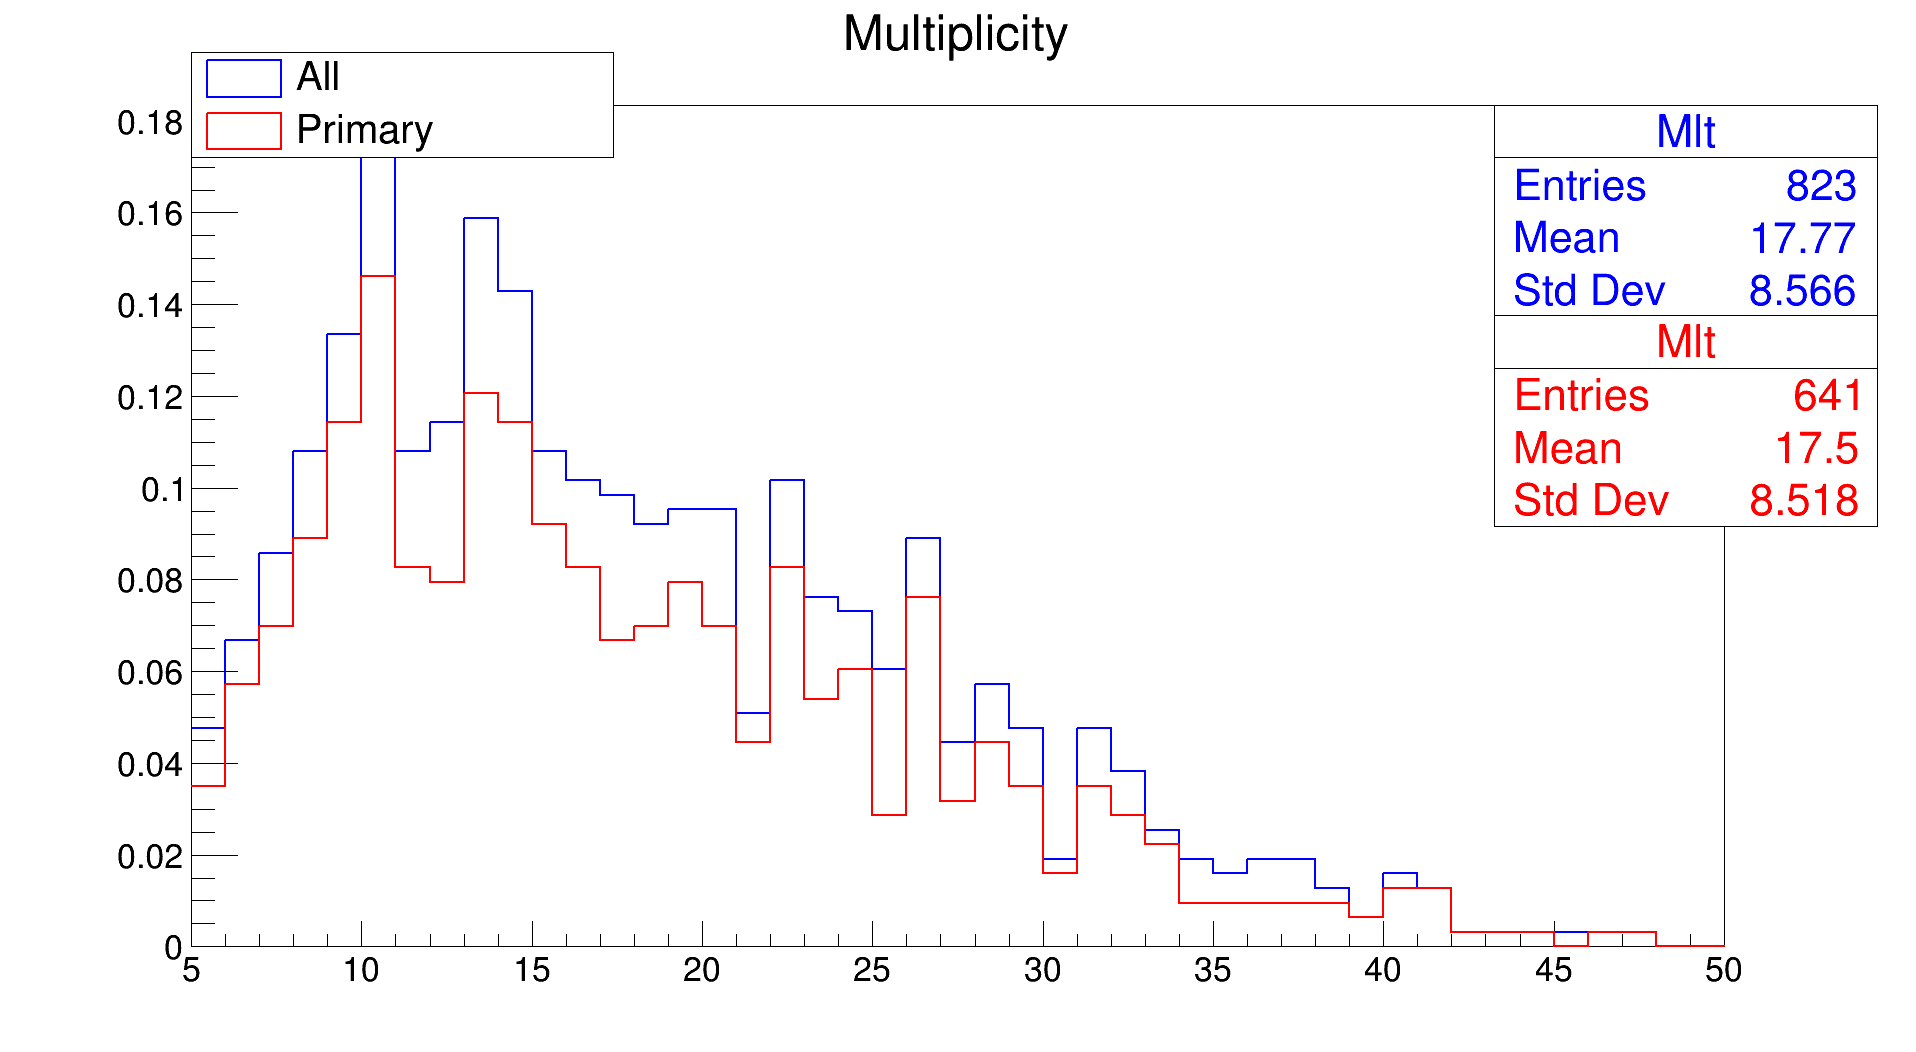 Multiplicity
All
Primary
Mlt
Entries 823
Mean 17.77
Std Dev 8.566
Mlt
Entries 641
Mean 17.5
Std Dev 8.518
0.18
0.16
0.14
0.12
0.1
0.08
0.06
0.04
0.02
0
5 10 15 20 25 30 35 40 45 50